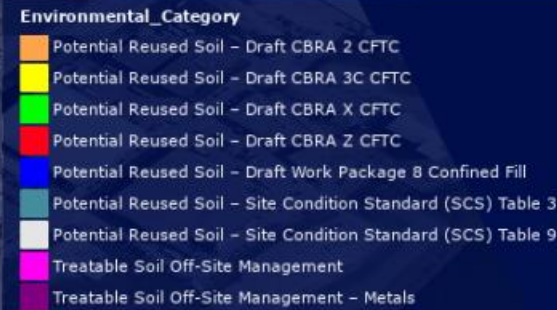 Environmental_Category
Potential Reused Soil – Draft CBRA 2 CFTC
Potential Reused Soil – Draft CBRA 3C CFTC
Potential Reused Soil – Draft CBRA X CFTC
Potential Reused Soil – Draft CBRA Z CFTC
Potential Reused Soil – Draft Work Package 8 Confined Fill
Potential Reused Soil – Site Condition Standard (SCS) Table 3
Potential Reused Soil – Site Condition Standard (SCS) Table 9
Treatable Soil Off-Site Management
Treatable Soil Off-Site Management – Metals